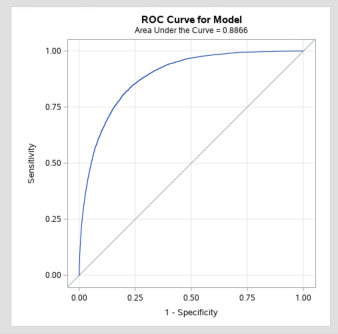 ROC Curve for Model
Area Under the Curve = 0.8866
1.00
0.75
0.50
0.25
0.00
Sensitivity
0.00 0.25 0.50 0.75 1.00
1 - Specificity